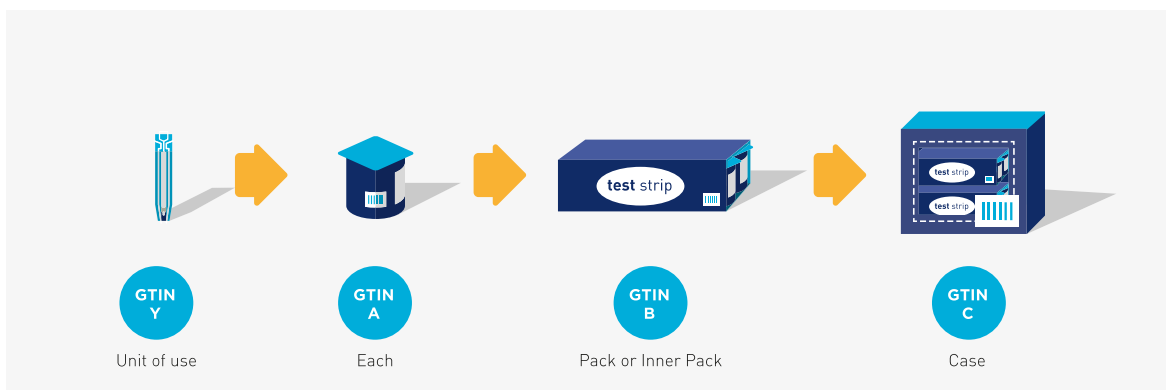 test strip
test strip
test strip
GTIN
Y
GTIN
A
GTIN
B
GTIN
C
Unit of use
Each
Pack or Inner Pack
Case